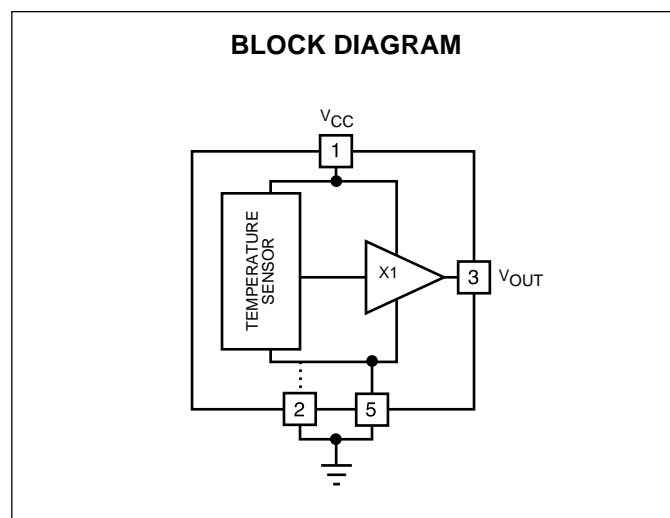 BLOCK DIAGRAM
VCC
1
TEMPERATURE
SENSOR
X1
3
VOUT
2
5